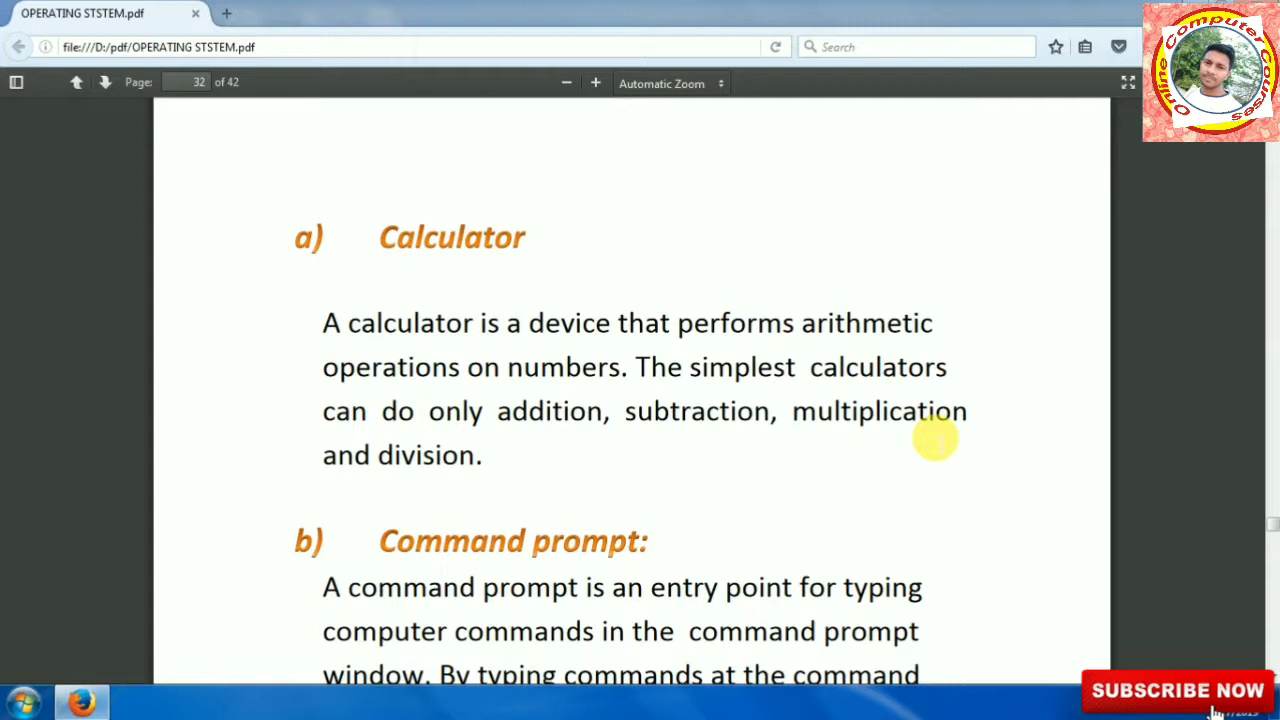 OPERATING STSTEM.pdf
file:///D:/pdf/OPERATING STSTEM.pdf
Search
Page: 32 of 42
Automatic Zoom
Online Computer Courses
a) Calculator
A calculator is a device that performs arithmetic
operations on numbers. The simplest calculators
can do only addition, subtraction, multiplication
and division.
b) Command prompt:
A command prompt is an entry point for typing
computer commands in the command prompt
window. By typing commands at the command
SUBSCRIBE NOW